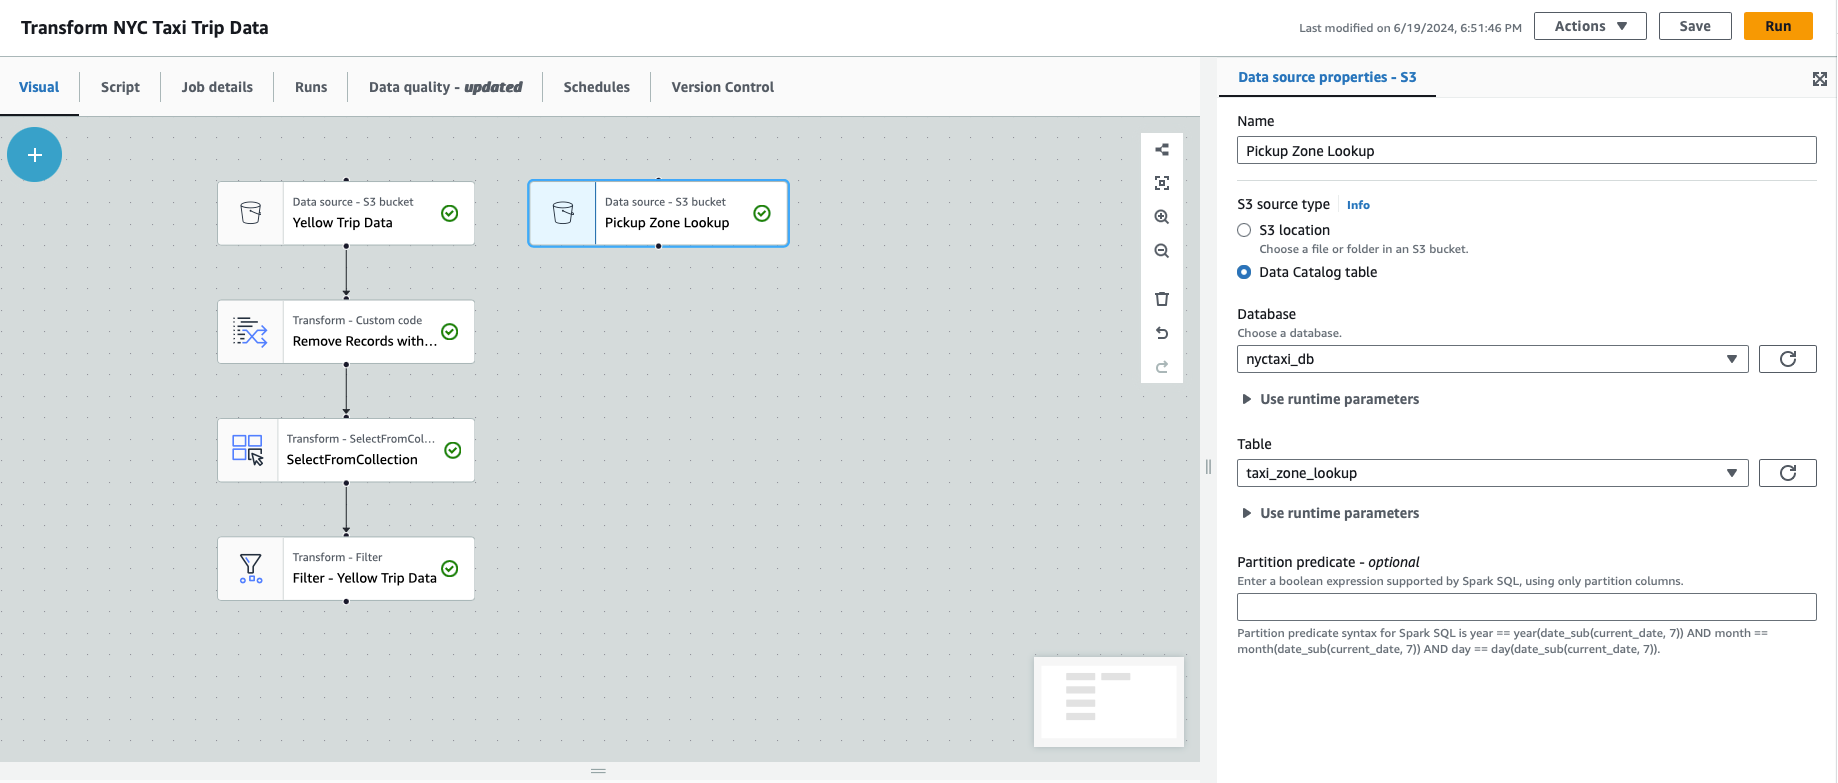 Transform NYC Taxi Trip Data
Last modified on 6/19/2024, 6:51:46 PM
Actions
Save
Run
Visual
Script
Job details
Runs
Data quality - updated
Schedules
Version Control
Data source - S3 bucket
Yellow Trip Data
Data source - S3 bucket
Pickup Zone Lookup
Transform - Custom code
Remove Records with...
Transform - SelectFromCol...
SelectFromCollection
Transform - Filter
Filter - Yellow Trip Data
Data source properties - S3
Name
Pickup Zone Lookup
S3 source type
Info
S3 location
Choose a file or folder in an S3 bucket.
Data Catalog table
Database
Choose a database.
nyctaxi_db
Use runtime parameters
Table
taxi_zone_lookup
Use runtime parameters
Partition predicate - optional
Enter a boolean expression supported by Spark SQL, using only partition columns.
Partition predicate syntax for Spark SQL is year == year(date_sub(current_date, 7)) AND month ==
month(date_sub(current_date, 7)) AND day == day(date_sub(current_date, 7)).